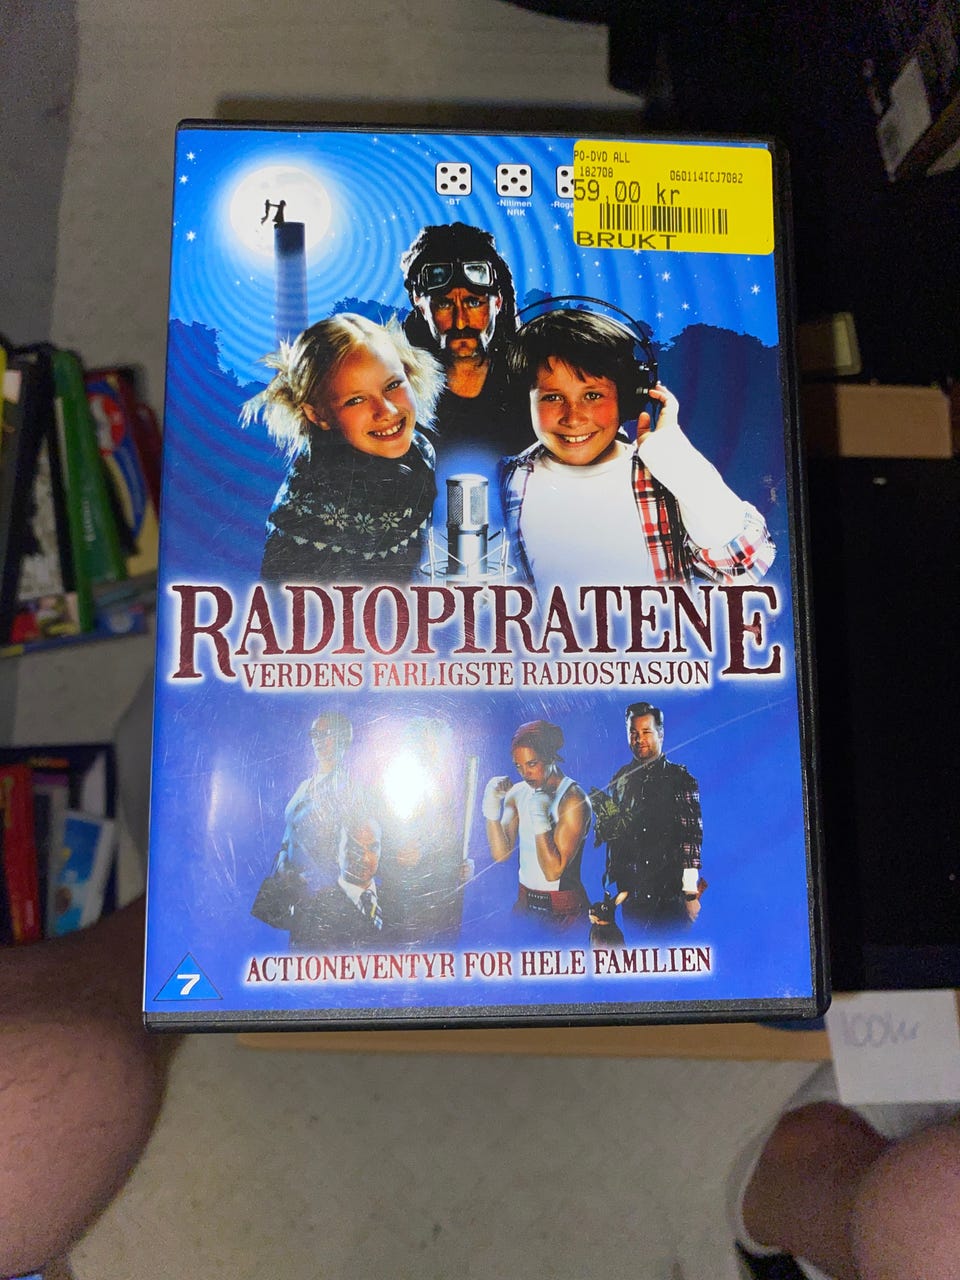 PO-DVD ALL
182708 060114ICJ7082
59,00 kr
BRUKT
-BT
-Nitimen
NRK
RADIOPIRATENE
VERDENS FARLIGSTE RADIOSTASJON
ACTIONEVENTYR FOR HELE FAMILIEN
7
100kr